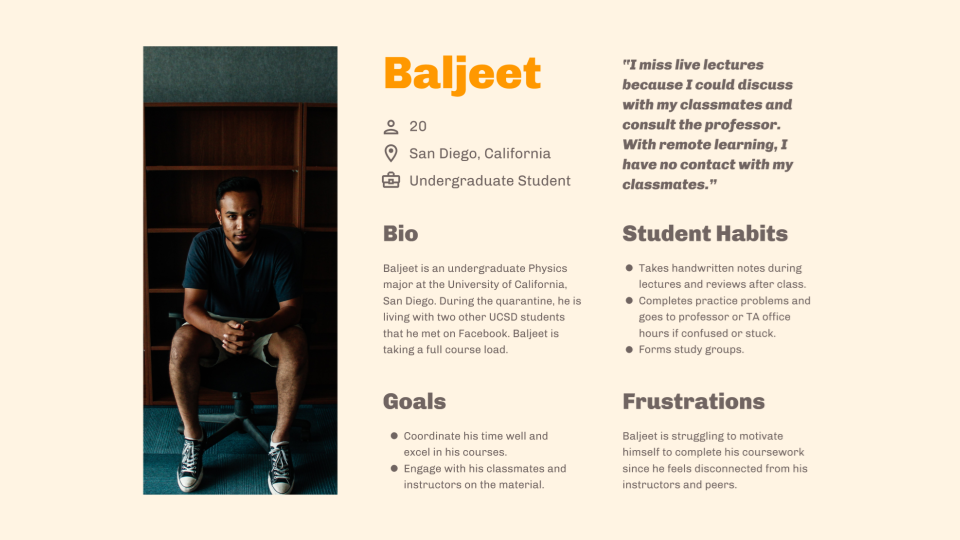 Baljeet
20
San Diego, California
Undergraduate Student
"I miss live lectures
because I could discuss
with my classmates and
consult the professor.
With remote learning, I
have no contact with my
classmates."
Bio
Baljeet is an undergraduate Physics
major at the University of California,
San Diego. During the quarantine, he is
living with two other UCSD students
that he met on Facebook. Baljeet is
taking a full course load.
Student Habits
● Takes handwritten notes during
lectures and reviews after class.
● Completes practice problems and
goes to professor or TA office
hours if confused or stuck.
● Forms study groups.
Goals
● Coordinate his time well and
excel in his courses.
● Engage with his classmates and
instructors on the material.
Frustrations
Baljeet is struggling to motivate
himself to complete his coursework
since he feels disconnected from his
instructors and peers.